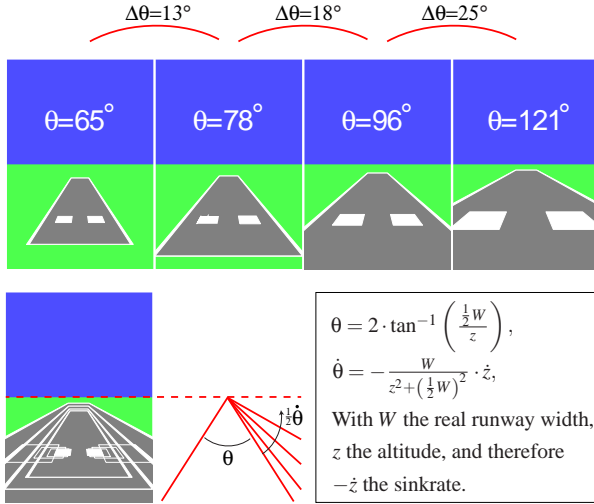 Δθ=13° Δθ=18° Δθ=25°
θ=65° θ=78° θ=96° θ=121°
½θ̇
θ
θ = 2 · tan⁻¹ (½W / z),
θ̇ = − W / (z² + (½W)²) · ż,
With W the real runway width,
z the altitude, and therefore
−ż the sinkrate.